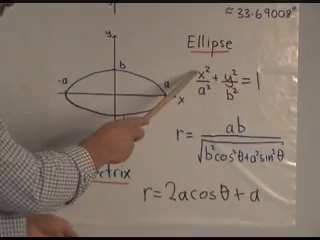 ≈ 33.69008°
y
Ellipse
b
-a
a
x
x²/a² + y²/b² = 1
r = ab/√(b²cos²θ+a²sin²θ)
r=2acosθ+a